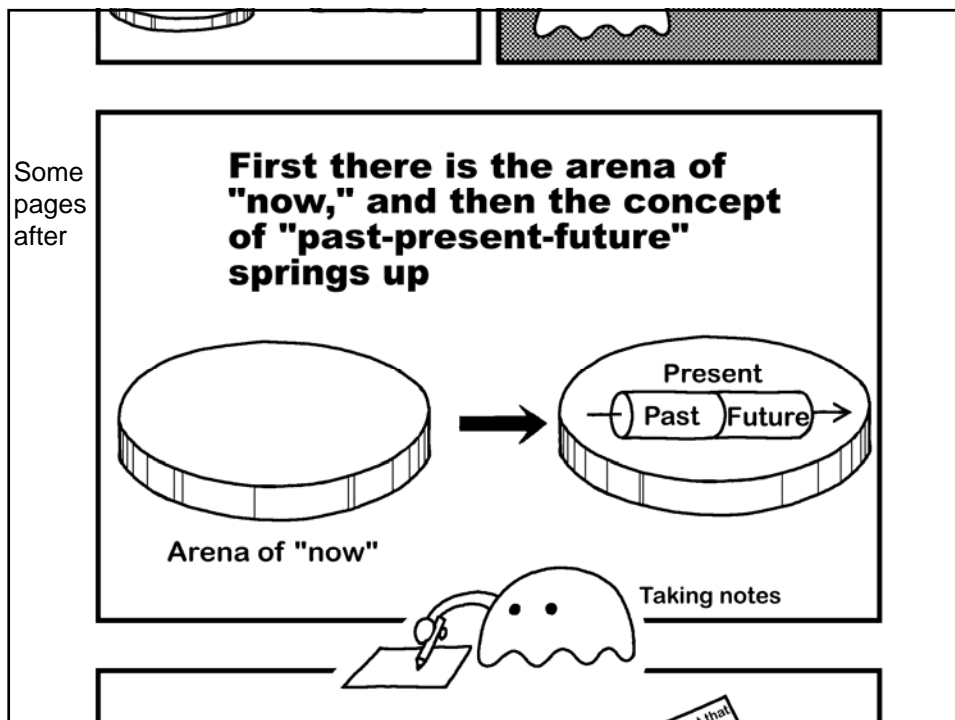 Some
pages
after
First there is the arena of
"now," and then the concept
of "past-present-future"
springs up
Present
Past Future
Arena of "now"
Taking notes
that